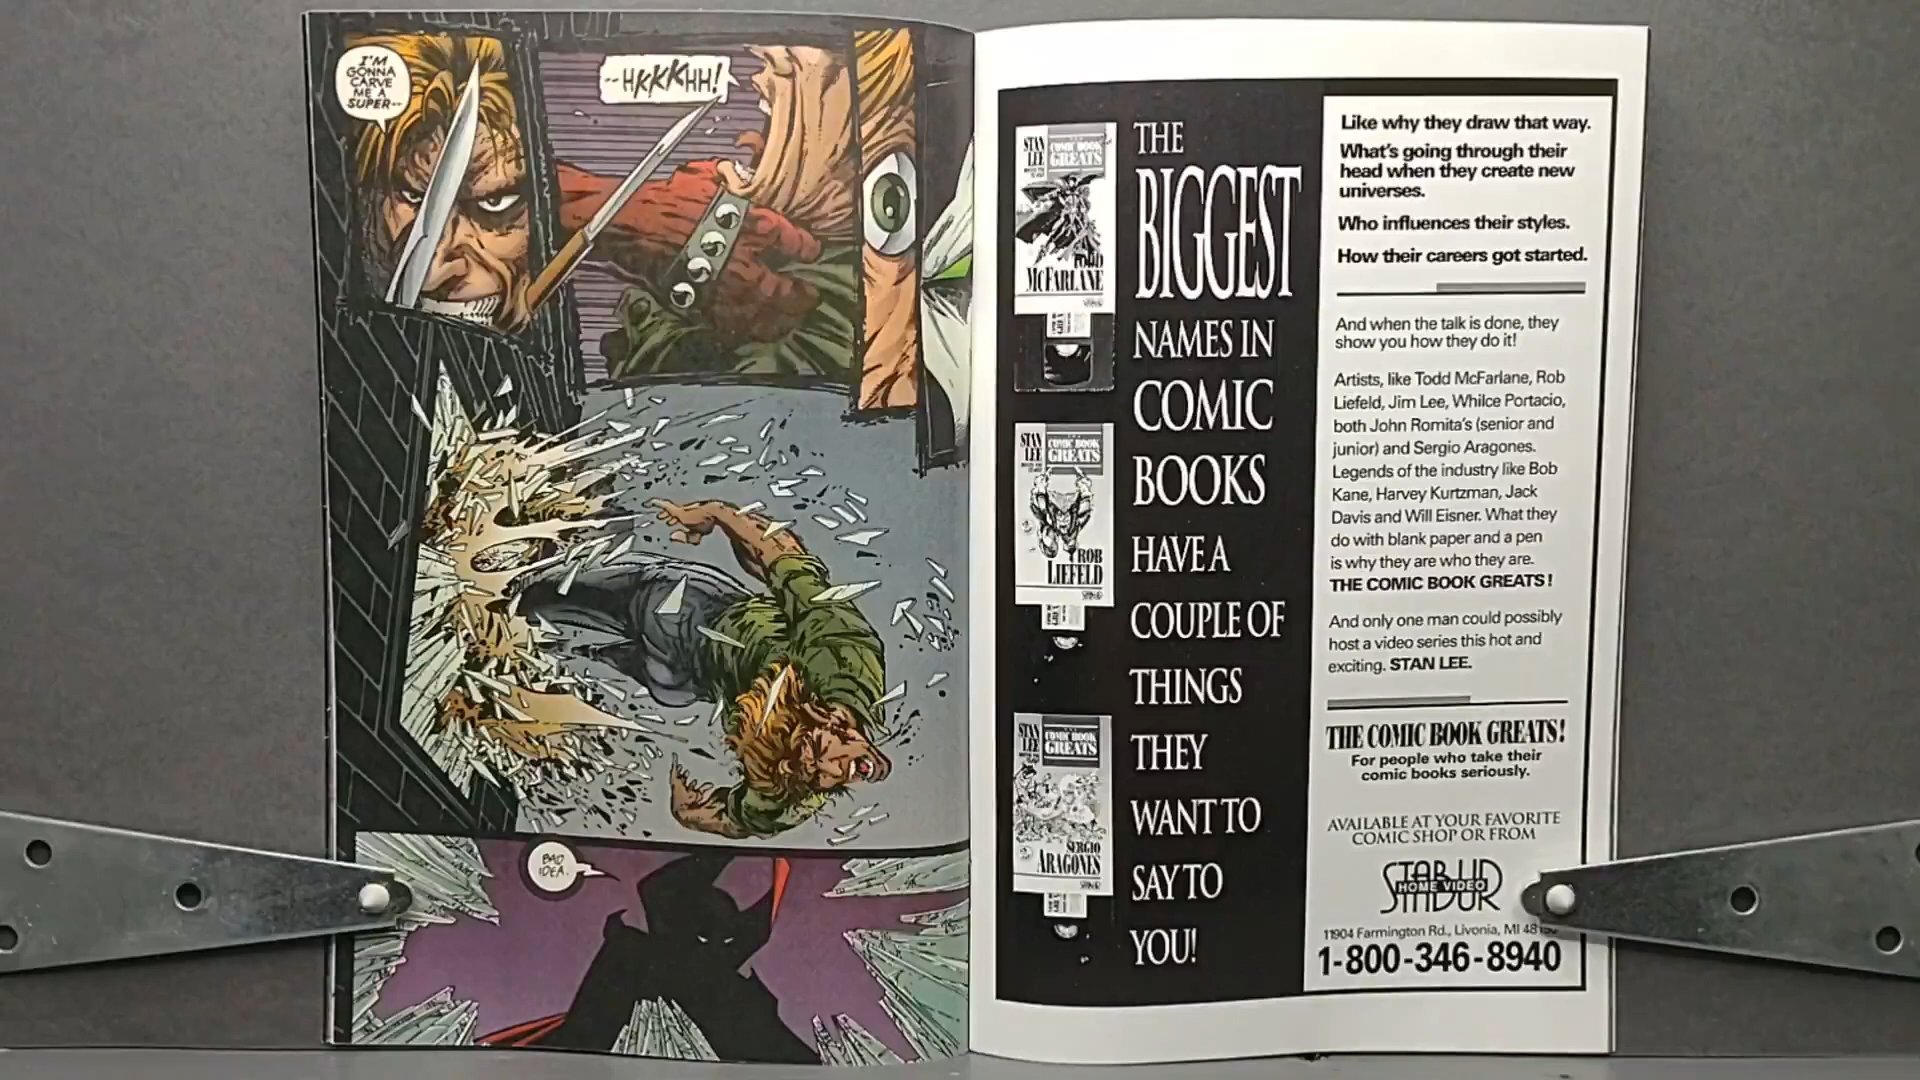 I'M
GONNA
CARVE
ME A
SUPER--
--HKKKKHH!
BAD
IDEA.
STAN
LEE
COMIC BOOK
GREATS
TODD
MCFARLANE
STAN
LEE
COMIC BOOK
GREATS
ROB
LIEFELD
STAN
LEE
COMIC BOOK
GREATS
SERGIO
ARAGONES
THE
BIGGEST
NAMES IN
COMIC
BOOKS
HAVE A
COUPLE OF
THINGS
THEY
WANT TO
SAY TO
YOU!
Like why they draw that way.
What's going through their
head when they create new
universes.
Who influences their styles.
How their careers got started.
And when the talk is done, they
show you how they do it!
Artists, like Todd McFarlane, Rob
Liefeld, Jim Lee, Whilce Portacio,
both John Romita's (senior and
junior) and Sergio Aragones.
Legends of the industry like Bob
Kane, Harvey Kurtzman, Jack
Davis and Will Eisner. What they
do with blank paper and a pen
is why they are who they are.
THE COMIC BOOK GREATS!
And only one man could possibly
host a video series this hot and
exciting. STAN LEE.
THE COMIC BOOK GREATS!
For people who take their
comic books seriously.
AVAILABLE AT YOUR FAVORITE
COMIC SHOP OR FROM
STABUR
HOME VIDEO
11904 Farmington Rd., Livonia, MI
1-800-346-8940